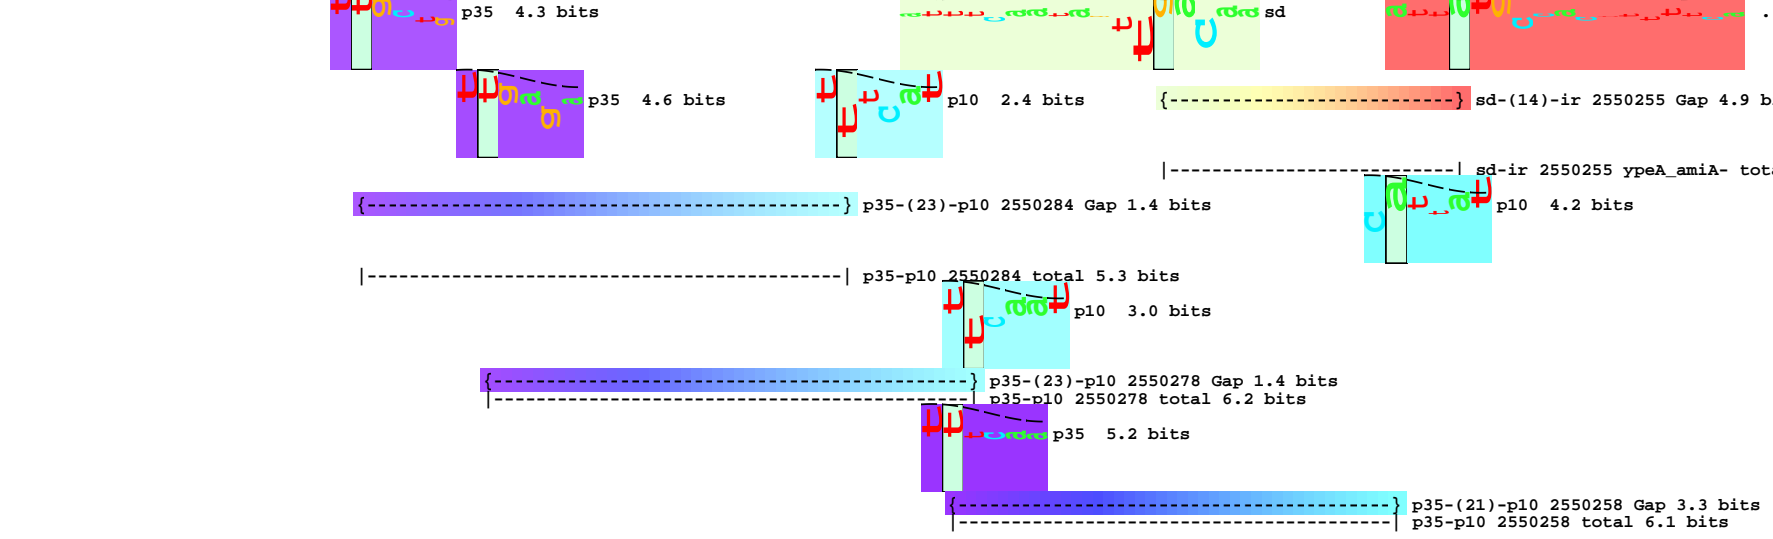 p35 4.3 bits
sd
.
p35 4.6 bits
p10 2.4 bits
{---------------------------} sd-(14)-ir 2550255 Gap 4.9 b
|---------------------------| sd-ir 2550255 ypeA_amiA- tot
{---------------------------------------------} p35-(23)-p10 2550284 Gap 1.4 bits
p10 4.2 bits
|---------------------------------------------| p35-p10 2550284 total 5.3 bits
p10 3.0 bits
{---------------------------------------------} p35-(23)-p10 2550278 Gap 1.4 bits
|---------------------------------------------| p35-p10 2550278 total 6.2 bits
p35 5.2 bits
{-----------------------------------------} p35-(21)-p10 2550258 Gap 3.3 bits
|-----------------------------------------| p35-p10 2550258 total 6.1 bits